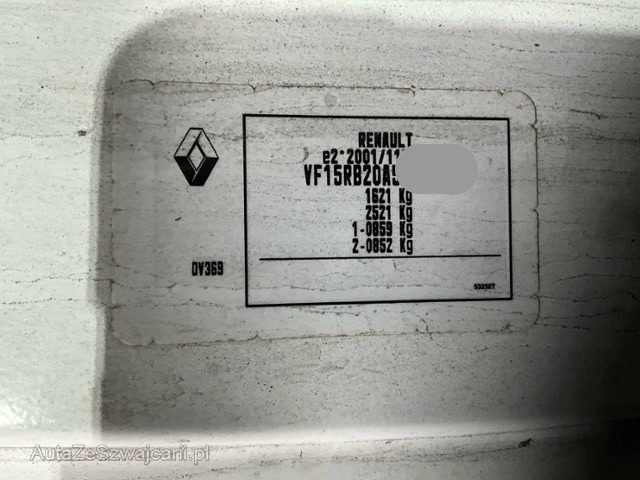 RENAULT
e2*2001/11
VF15RB20A
1621 Kg
2521 Kg
1-0859 Kg
2-0852 Kg
DV369
532327
AutaZeSzwajcarii.pl